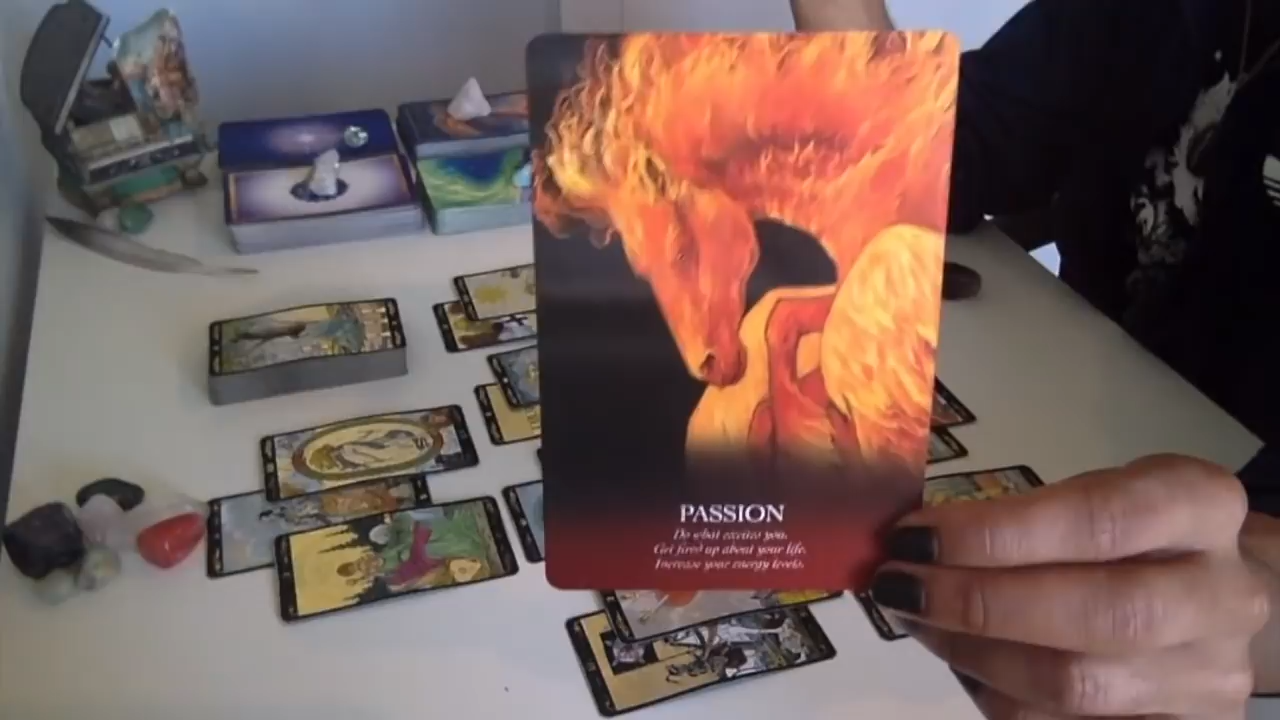 PASSION
Do what excites you.
Get fired up about your life.
Increase your energy levels.